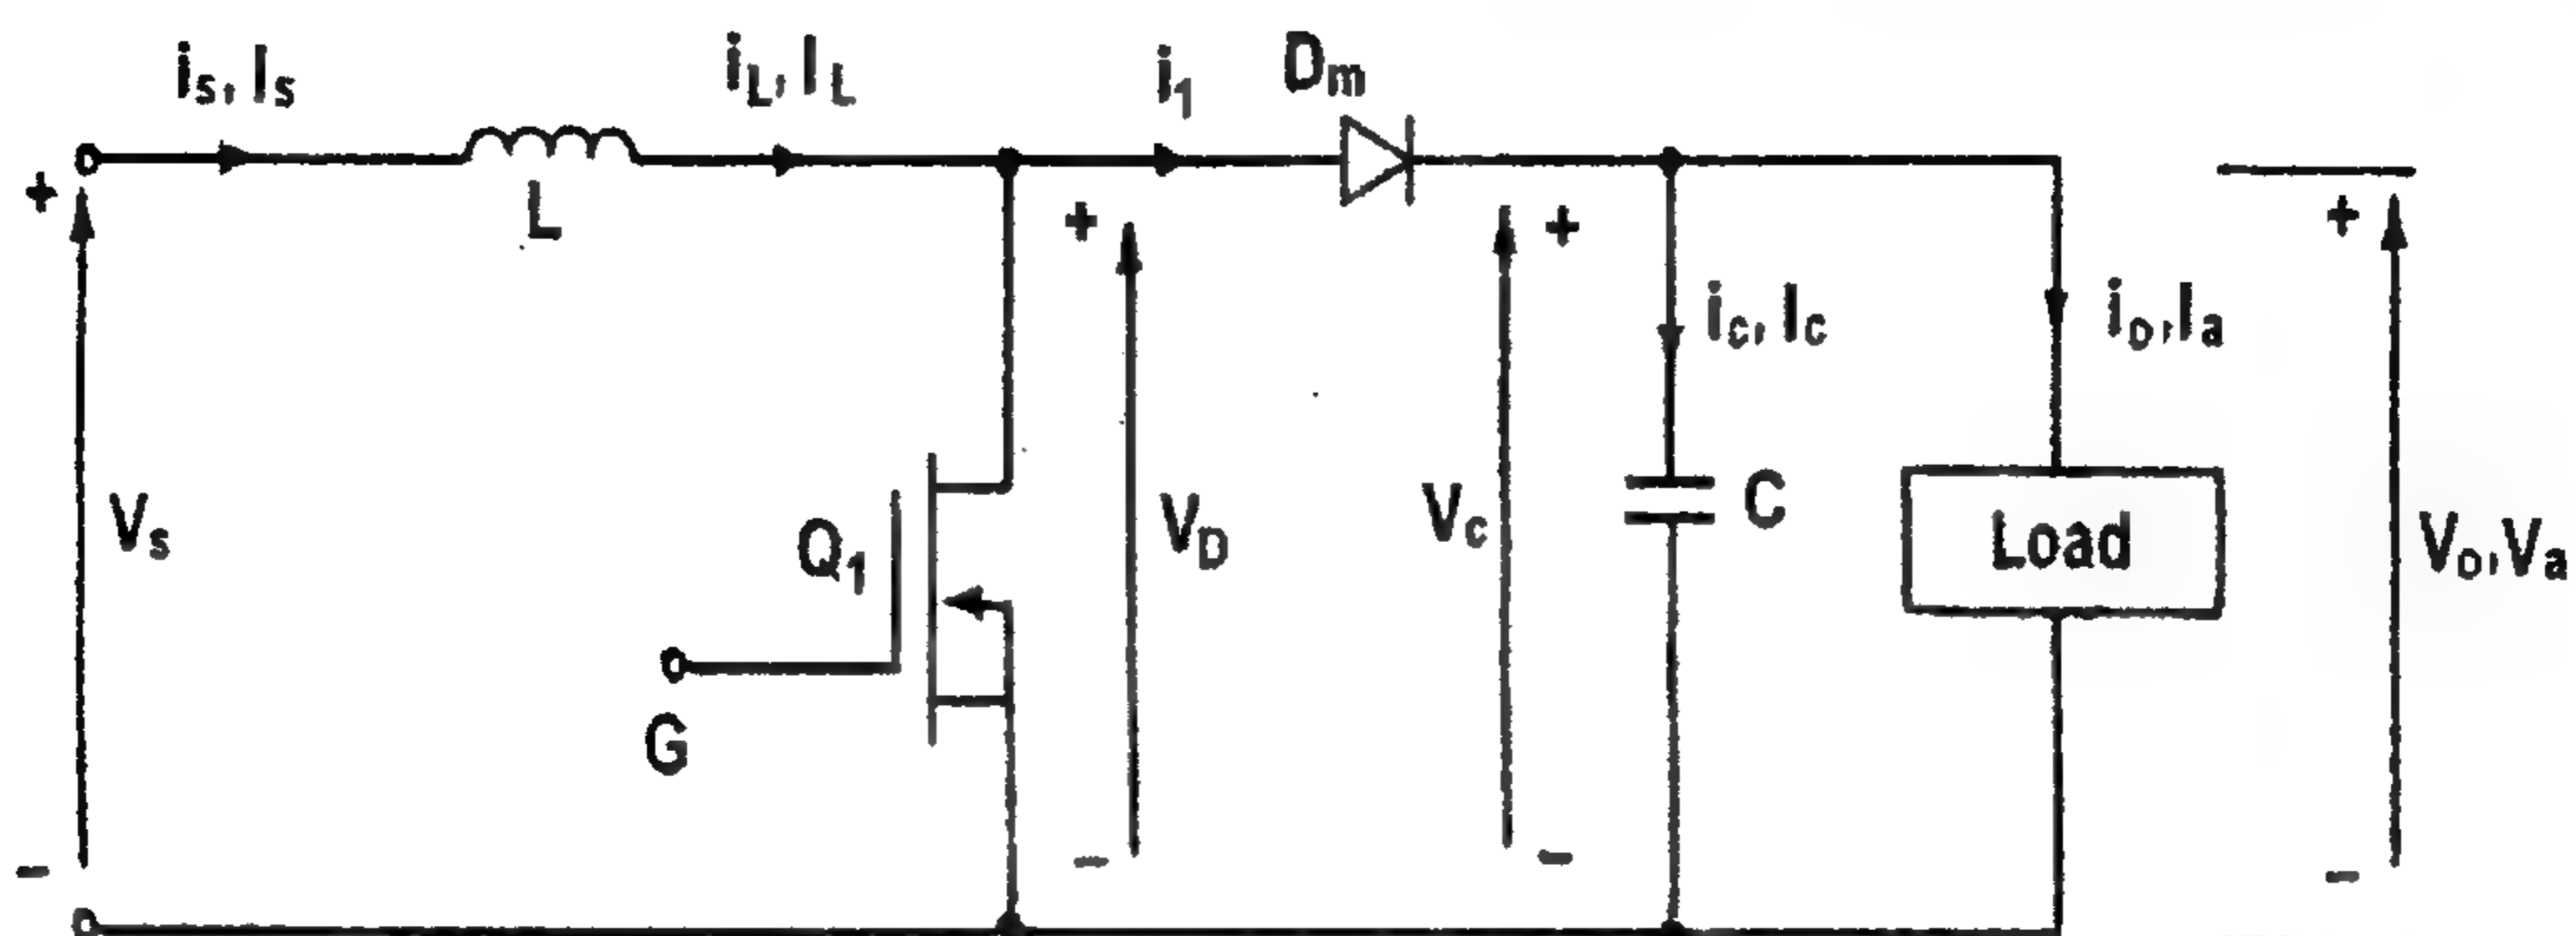 is, Is
iL, IL
i1
Dm
+
L
+
+
+
Vs
Q1
VD
Vc
ic, Ic
C
io, Ia
Load
Vo, Va
G
-
-
-
-